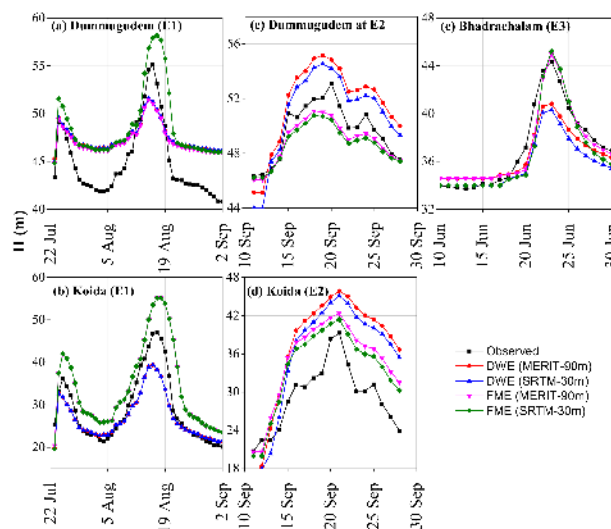 (a) Dummugudem (E1)
60
55
50
45
40
22 Jul
5 Aug
19 Aug
2 Sep
(c) Dummugudem at E2
56
52
48
44
10 Sep
15 Sep
20 Sep
25 Sep
30 Sep
(e) Bhadrachalam (E3)
48
44
40
36
10 Jun
15 Jun
20 Jun
25 Jun
30 Jun
H (m)
(b) Koida (E1)
60
50
40
30
20
22 Jul
5 Aug
19 Aug
2 Sep
(d) Koida (E2)
48
42
36
30
24
18
10 Sep
15 Sep
20 Sep
25 Sep
30 Sep
Observed
DWE (MERIT-90m)
DWE (SRTM-30m)
FME (MERIT-90m)
FME (SRTM-30m)